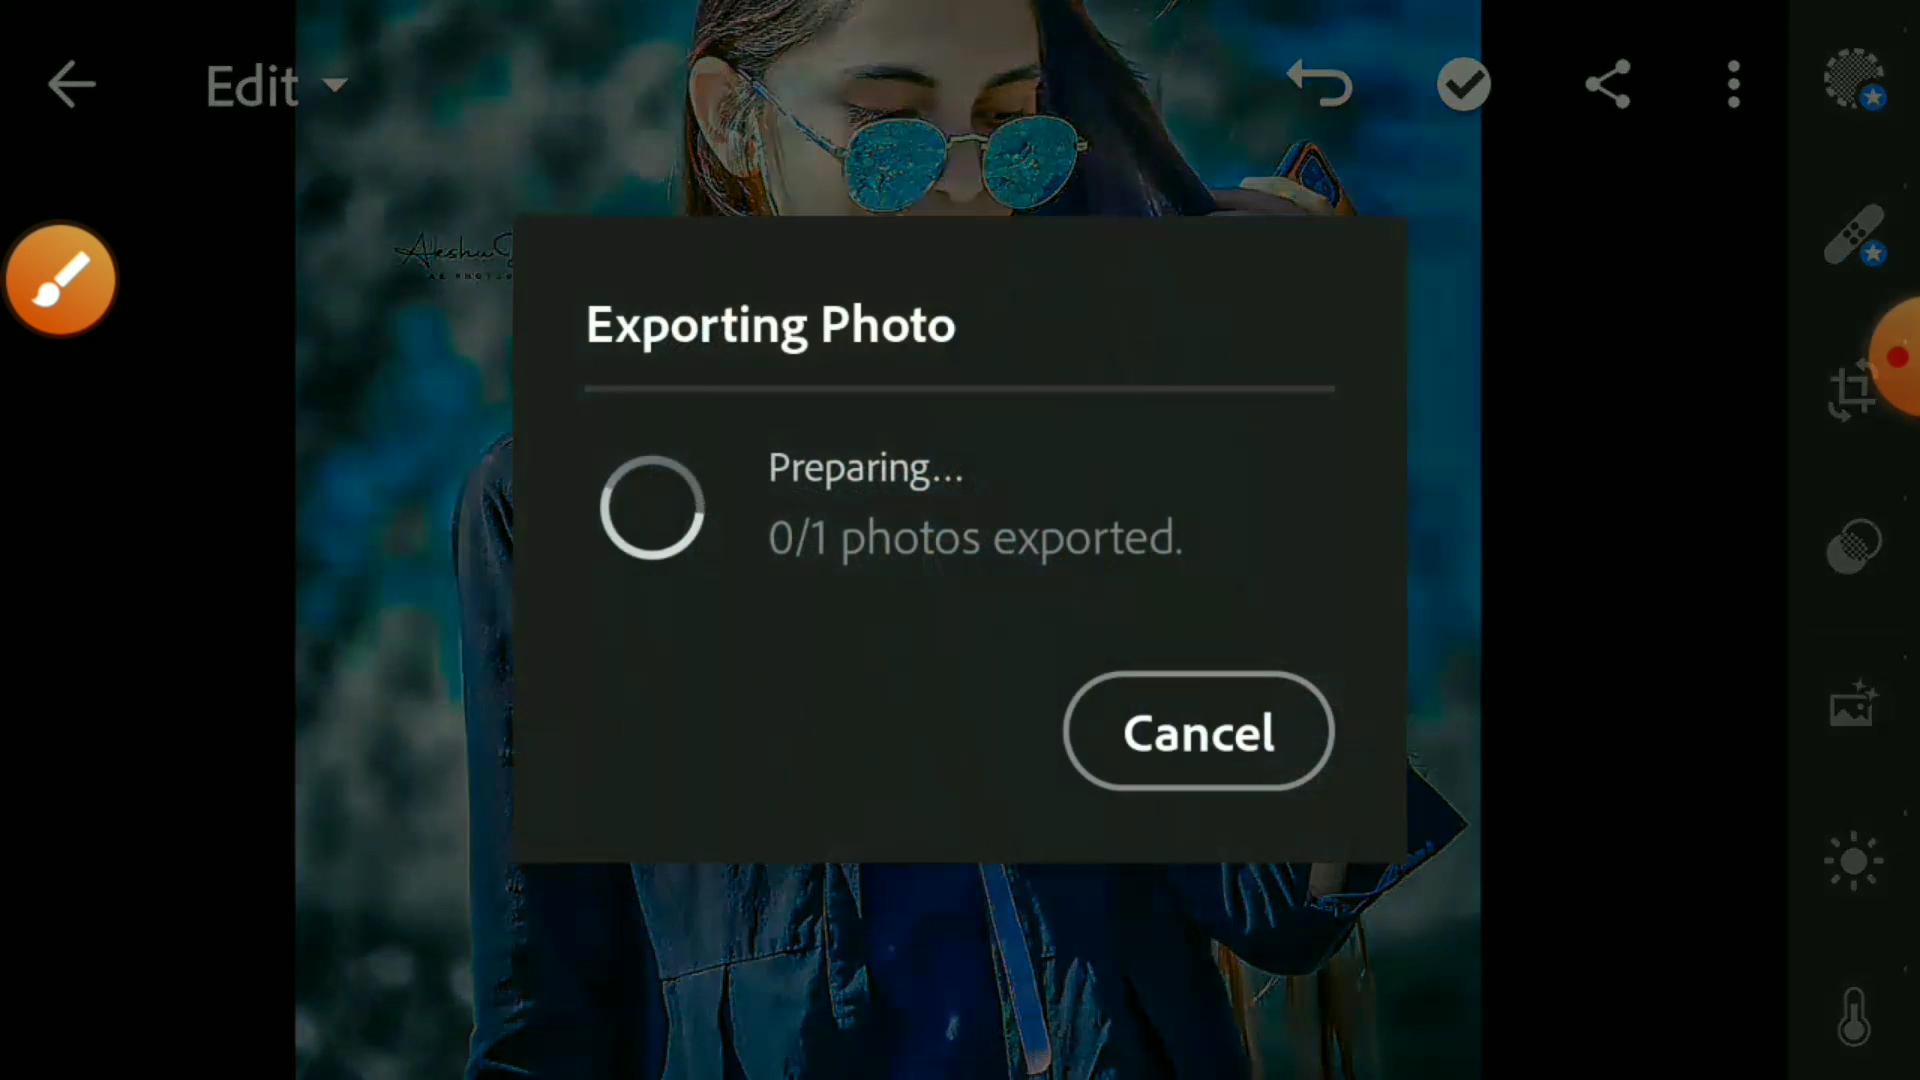 Edit
Exporting Photo
Preparing...
0/1 photos exported.
Cancel